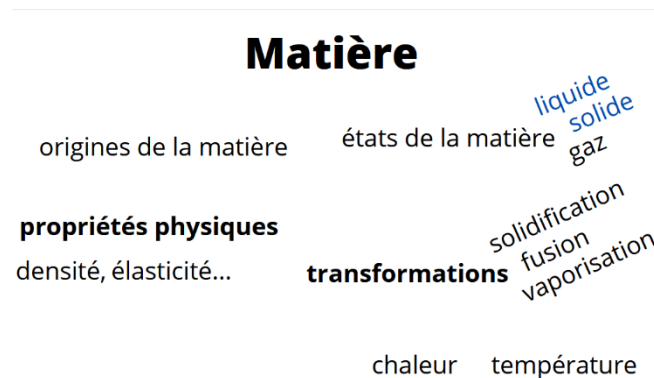 Matière
origines de la matière
états de la matière
liquide
solide
gaz
propriétés physiques
densité, élasticité...
transformations
solidification
fusion
vaporisation
chaleur
température